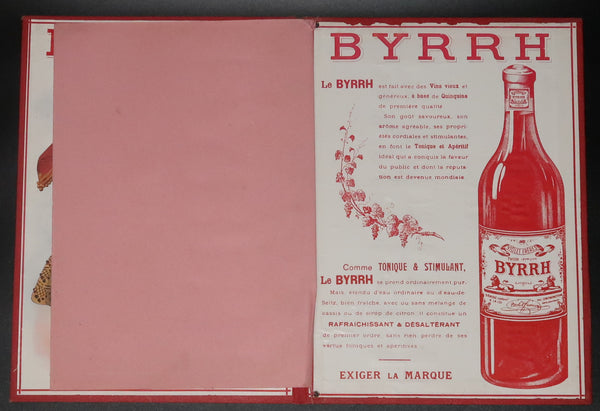 BYRRH
Le BYRRH est fait avec des Vins vieux et
généreux, à base de Quinquina
de première qualité.
Son goût savoureux, son
arôme agréable, ses propri-
étés cordiales et stimulantes,
en font le Tonique et Apéritif
idéal qui a conquis la faveur
du public et dont la réputa-
tion est devenue mondiale.
Comme TONIQUE & STIMULANT,
Le BYRRH se prend ordinairement pur.
Mais, étendu d'eau ordinaire ou d'eau de
Seltz, bien fraîche, avec ou sans mélange de
cassis ou de sirop de citron, il constitue un
RAFRAICHISSANT & DÉSALTÉRANT
de premier ordre, sans rien perdre de ses
vertus toniques et apéritives.
EXIGER LA MARQUE
VIOLET FRÈRES
BYRRH